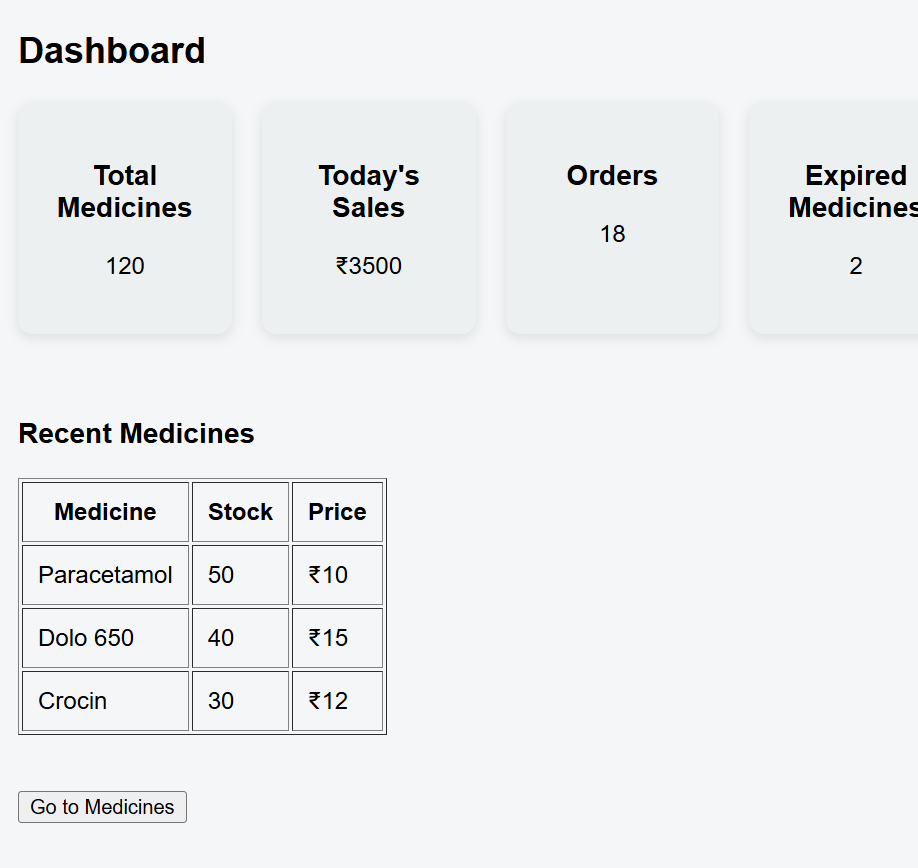 Dashboard
Total Medicines
120
Today's Sales
₹3500
Orders
18
Expired Medicines
2
Recent Medicines
Medicine Stock Price
Paracetamol 50 ₹10
Dolo 650 40 ₹15
Crocin 30 ₹12
Go to Medicines